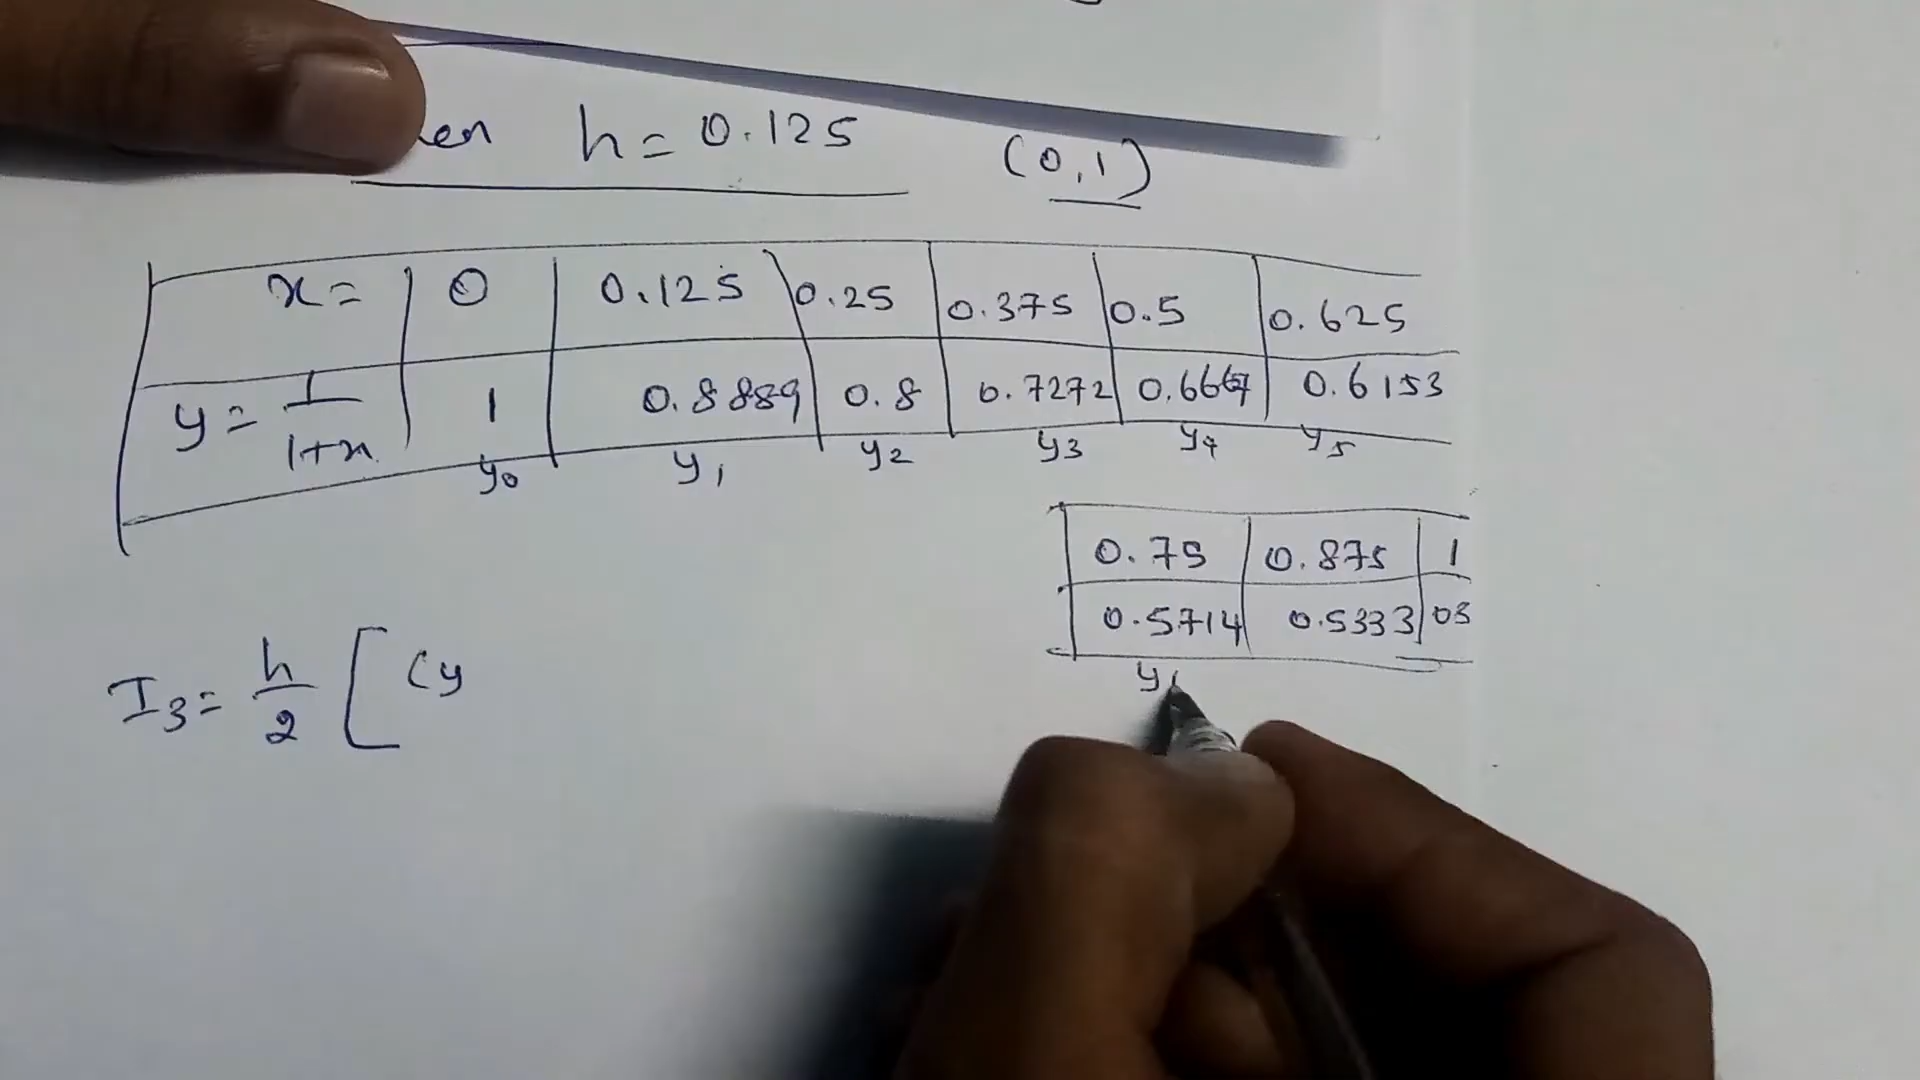 en h = 0.125 (0,1)
x = 0 0.125 0.25 0.375 0.5 0.625
y = 1/1+x 1 0.8889 0.8 0.7272 0.6667 0.6153
y0 y1 y2 y3 y4 y5
0.75 0.875 1
0.5714 0.5333 05
y
I3 = h/2 [ (y